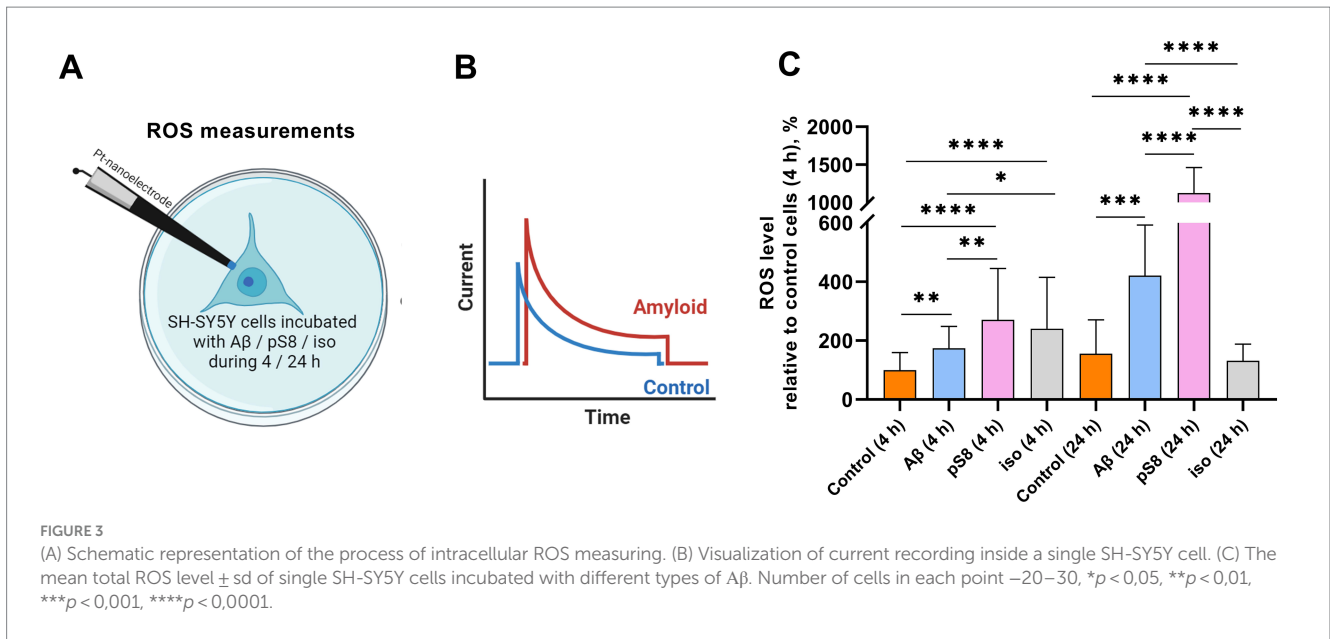 A
ROS measurements
Pt-nanoelectrode
SH-SY5Y cells incubated
with Aβ / pS8 / iso
during 4 / 24 h
B
Current
Amyloid
Control
Time
C
ROS level
relative to control cells (4 h), %
2000
1500
1000
600
400
200
0
****
****
****
****
****
*
***
****
**
**
Control (4 h)
Aβ (4 h)
pS8 (4 h)
iso (4 h)
Control (24 h)
Aβ (24 h)
pS8 (24 h)
iso (24 h)
FIGURE 3
(A) Schematic representation of the process of intracellular ROS measuring. (B) Visualization of current recording inside a single SH-SY5Y cell. (C) The
mean total ROS level ± sd of single SH-SY5Y cells incubated with different types of Aβ. Number of cells in each point −20–30, *p < 0,05, **p < 0,01,
***p < 0,001, ****p < 0,0001.